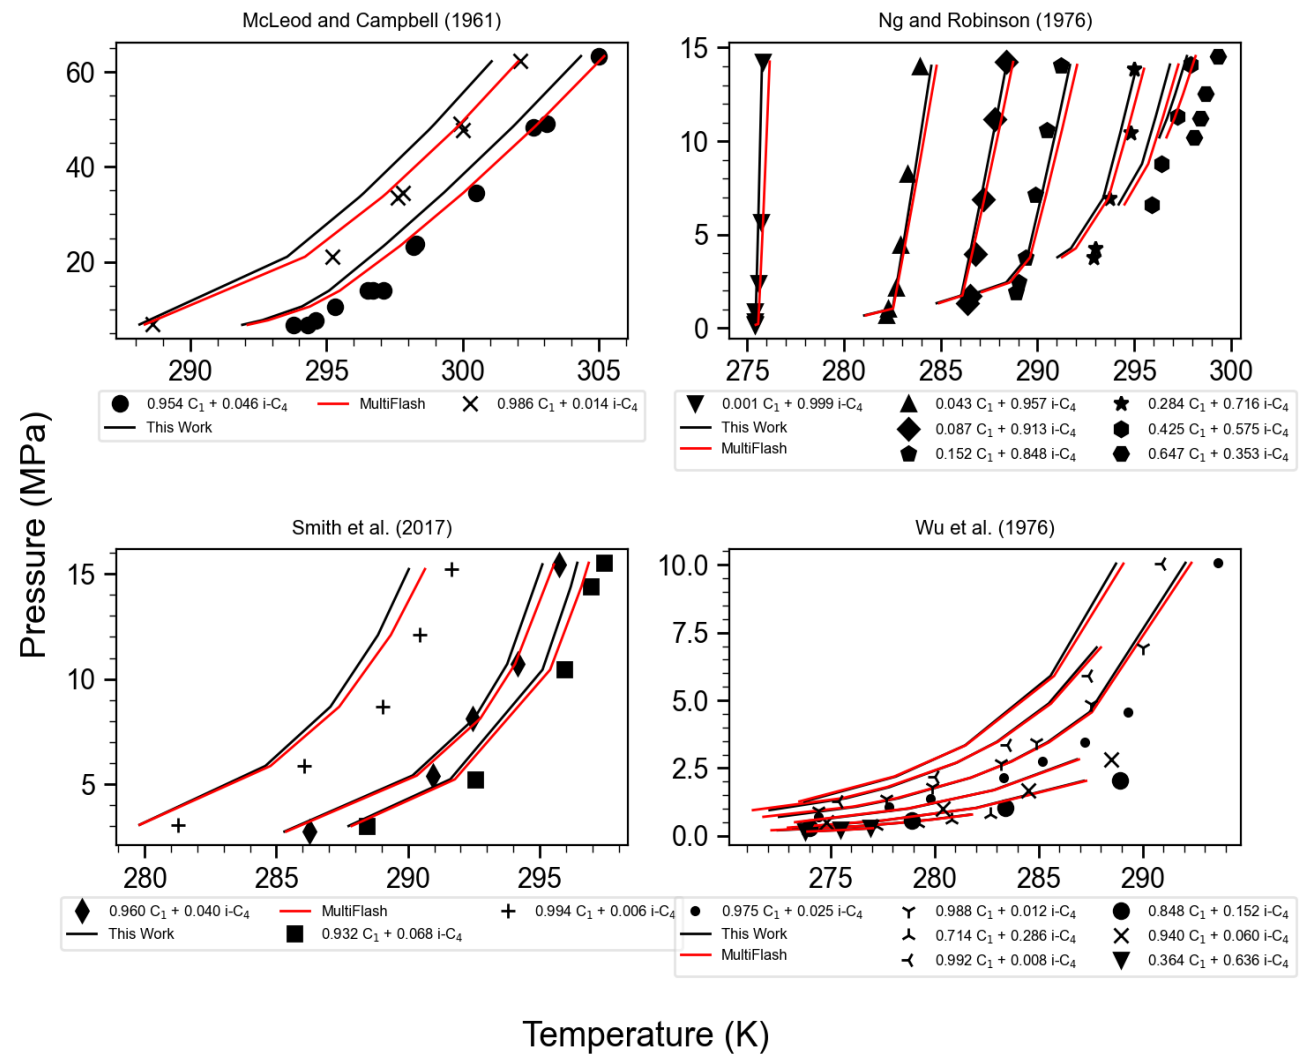 McLeod and Campbell (1961)
60
40
20
290 295 300 305
0.954 C₁ + 0.046 i-C₄ MultiFlash 0.986 C₁ + 0.014 i-C₄
This Work
Ng and Robinson (1976)
15
10
5
0
275 280 285 290 295 300
0.001 C₁ + 0.999 i-C₄ 0.043 C₁ + 0.957 i-C₄ 0.284 C₁ + 0.716 i-C₄
This Work 0.087 C₁ + 0.913 i-C₄ 0.425 C₁ + 0.575 i-C₄
MultiFlash 0.152 C₁ + 0.848 i-C₄ 0.647 C₁ + 0.353 i-C₄
Pressure (MPa)
Smith et al. (2017)
15
10
5
280 285 290 295
0.960 C₁ + 0.040 i-C₄ MultiFlash 0.994 C₁ + 0.006 i-C₄
This Work 0.932 C₁ + 0.068 i-C₄
Wu et al. (1976)
10.0
7.5
5.0
2.5
0.0
275 280 285 290
0.975 C₁ + 0.025 i-C₄ 0.988 C₁ + 0.012 i-C₄ 0.848 C₁ + 0.152 i-C₄
This Work 0.714 C₁ + 0.286 i-C₄ 0.940 C₁ + 0.060 i-C₄
MultiFlash 0.992 C₁ + 0.008 i-C₄ 0.364 C₁ + 0.636 i-C₄
Temperature (K)